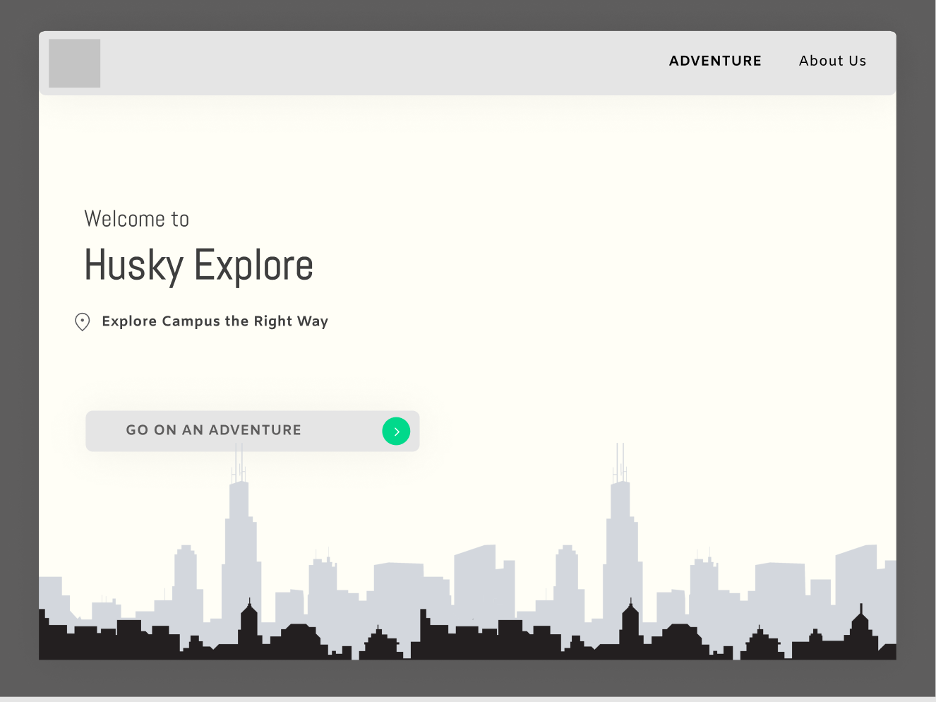 ADVENTURE
About Us
Welcome to
Husky Explore
Explore Campus the Right Way
GO ON AN ADVENTURE